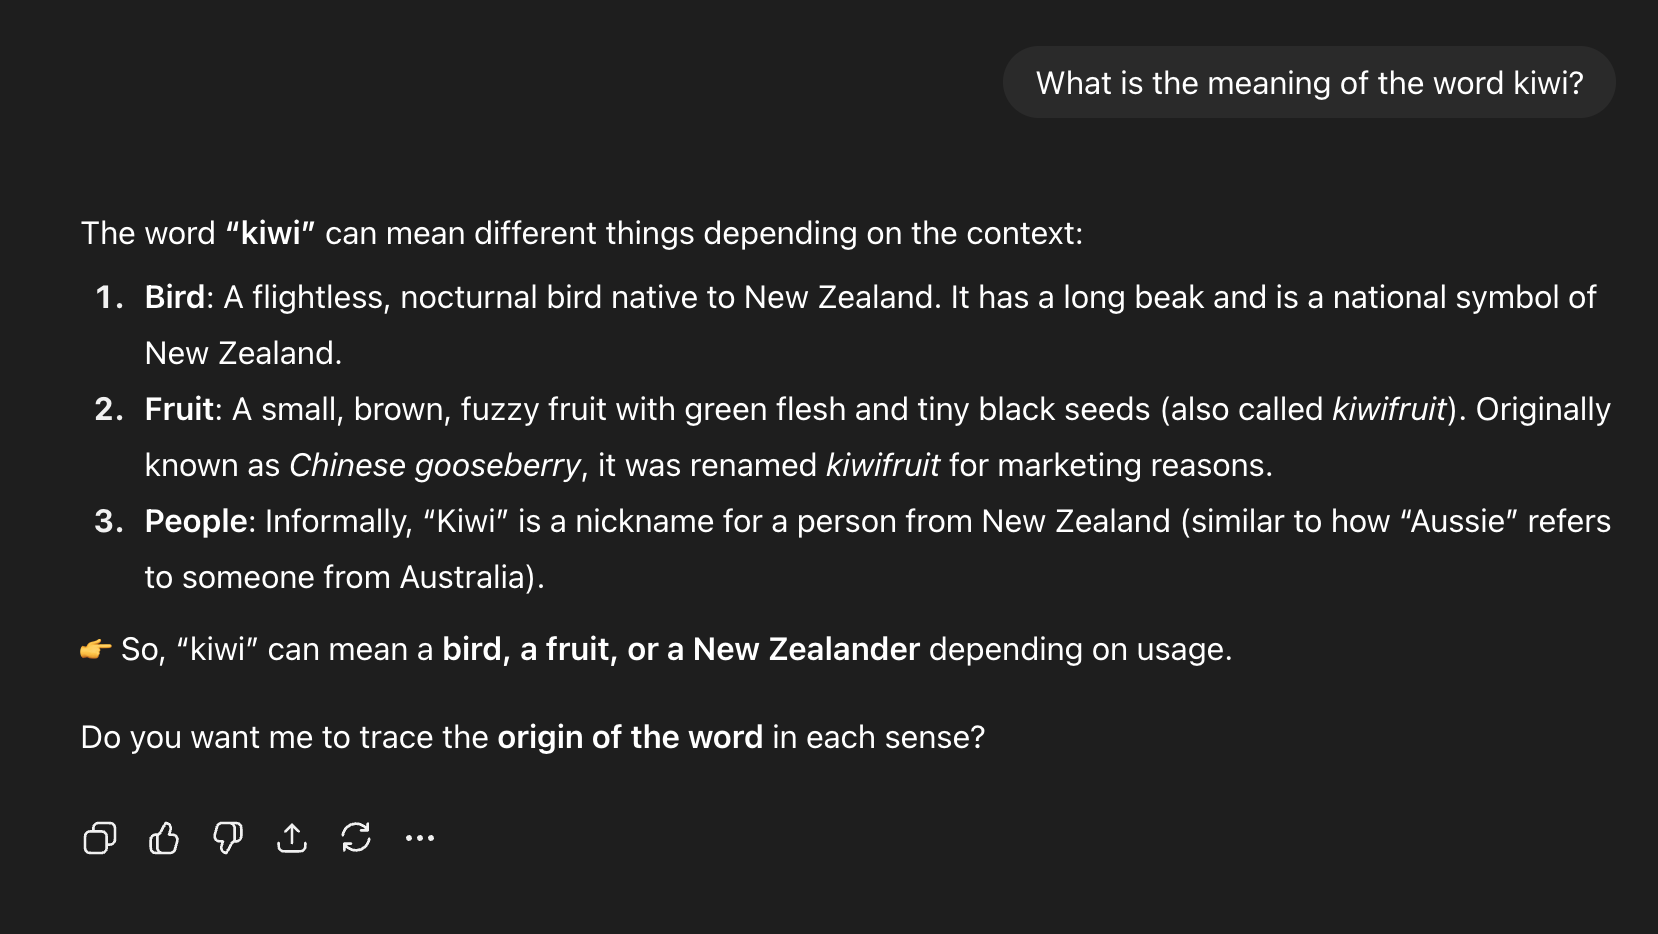 What is the meaning of the word kiwi?
The word “kiwi” can mean different things depending on the context:
1. Bird: A flightless, nocturnal bird native to New Zealand. It has a long beak and is a national symbol of
New Zealand.
2. Fruit: A small, brown, fuzzy fruit with green flesh and tiny black seeds (also called kiwifruit). Originally
known as Chinese gooseberry, it was renamed kiwifruit for marketing reasons.
3. People: Informally, “Kiwi” is a nickname for a person from New Zealand (similar to how “Aussie” refers
to someone from Australia).
👉 So, “kiwi” can mean a bird, a fruit, or a New Zealander depending on usage.
Do you want me to trace the origin of the word in each sense?